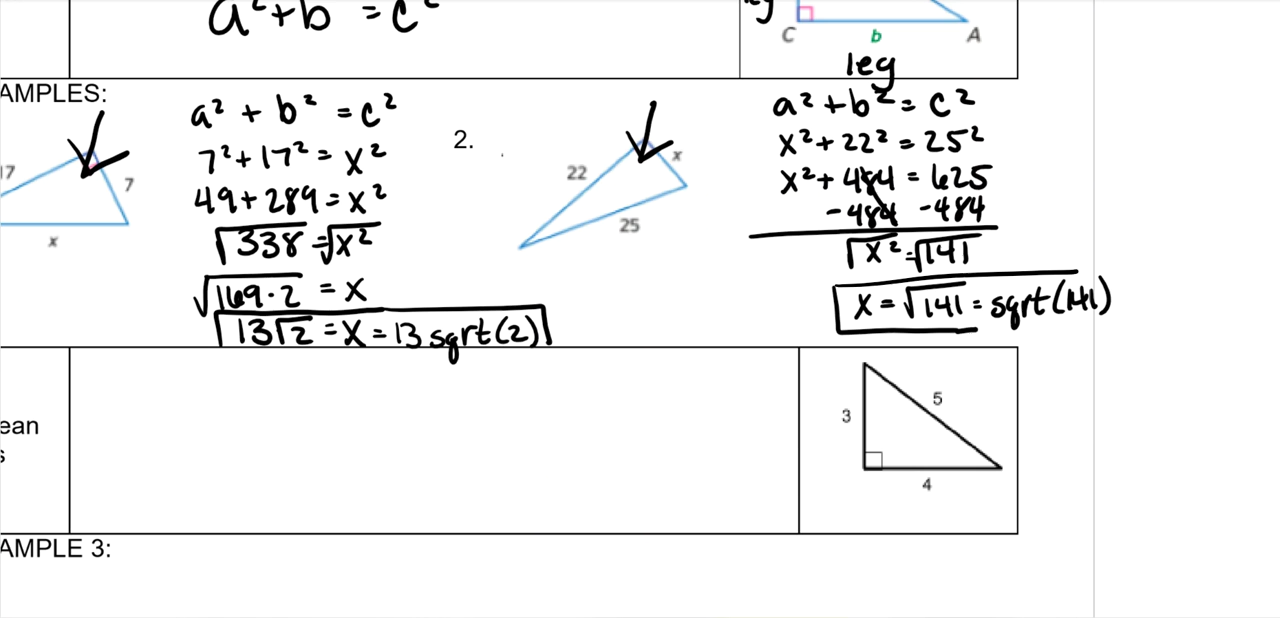 a² + b = c²
C b A
leg
AMPLES:
17
7
x
a² + b² = c²
7² + 17² = x²
49 + 289 = x²
√338 = √x²
√169·2 = x
13√2 = x = 13 sqrt(2)
2.
22
x
25
a² + b² = c²
x² + 22² = 25²
x² + 484 = 625
-484 -484
√x² = √141
x = √141 = sqrt(141)
ean
s
3
5
4
AMPLE 3: